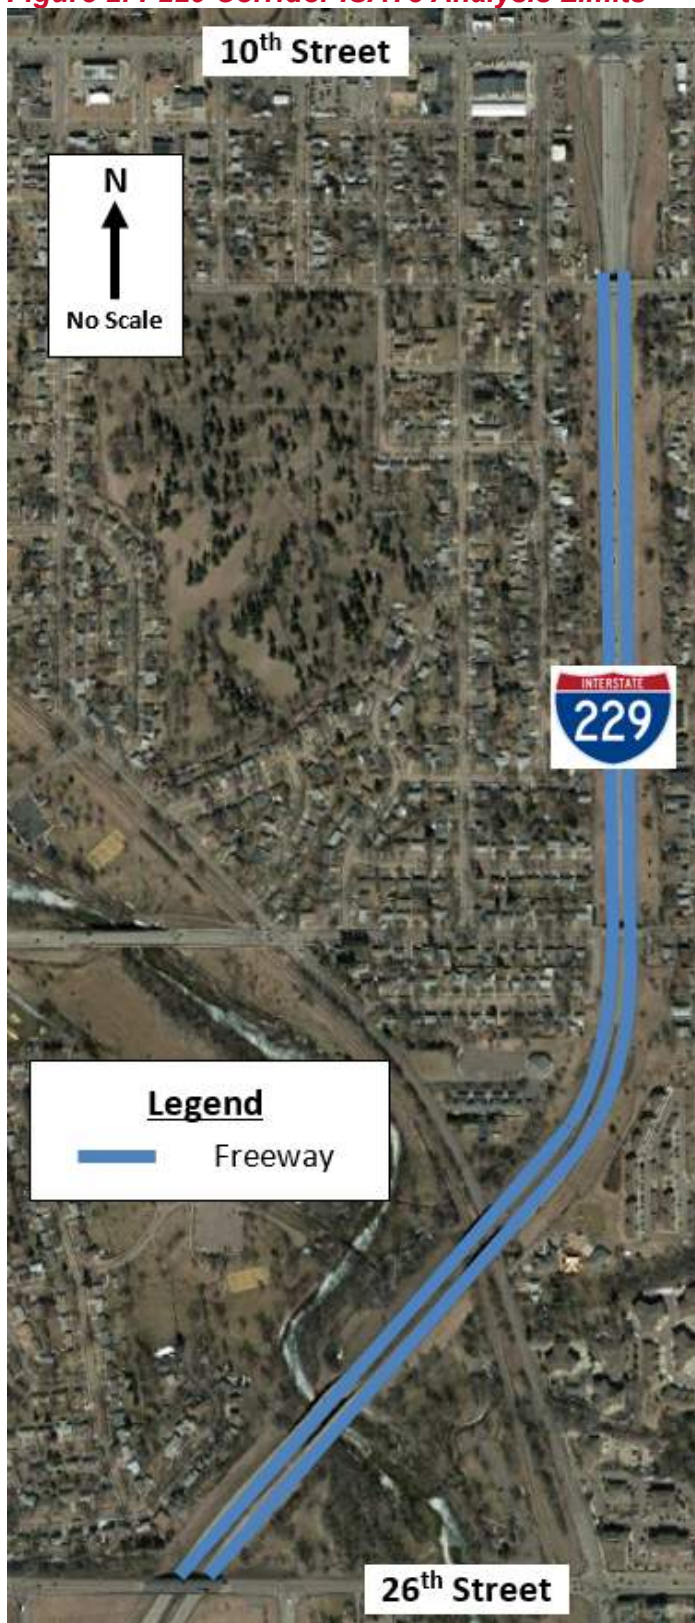 10th Street
N
No Scale
INTERSTATE
229
Legend
Freeway
26th Street